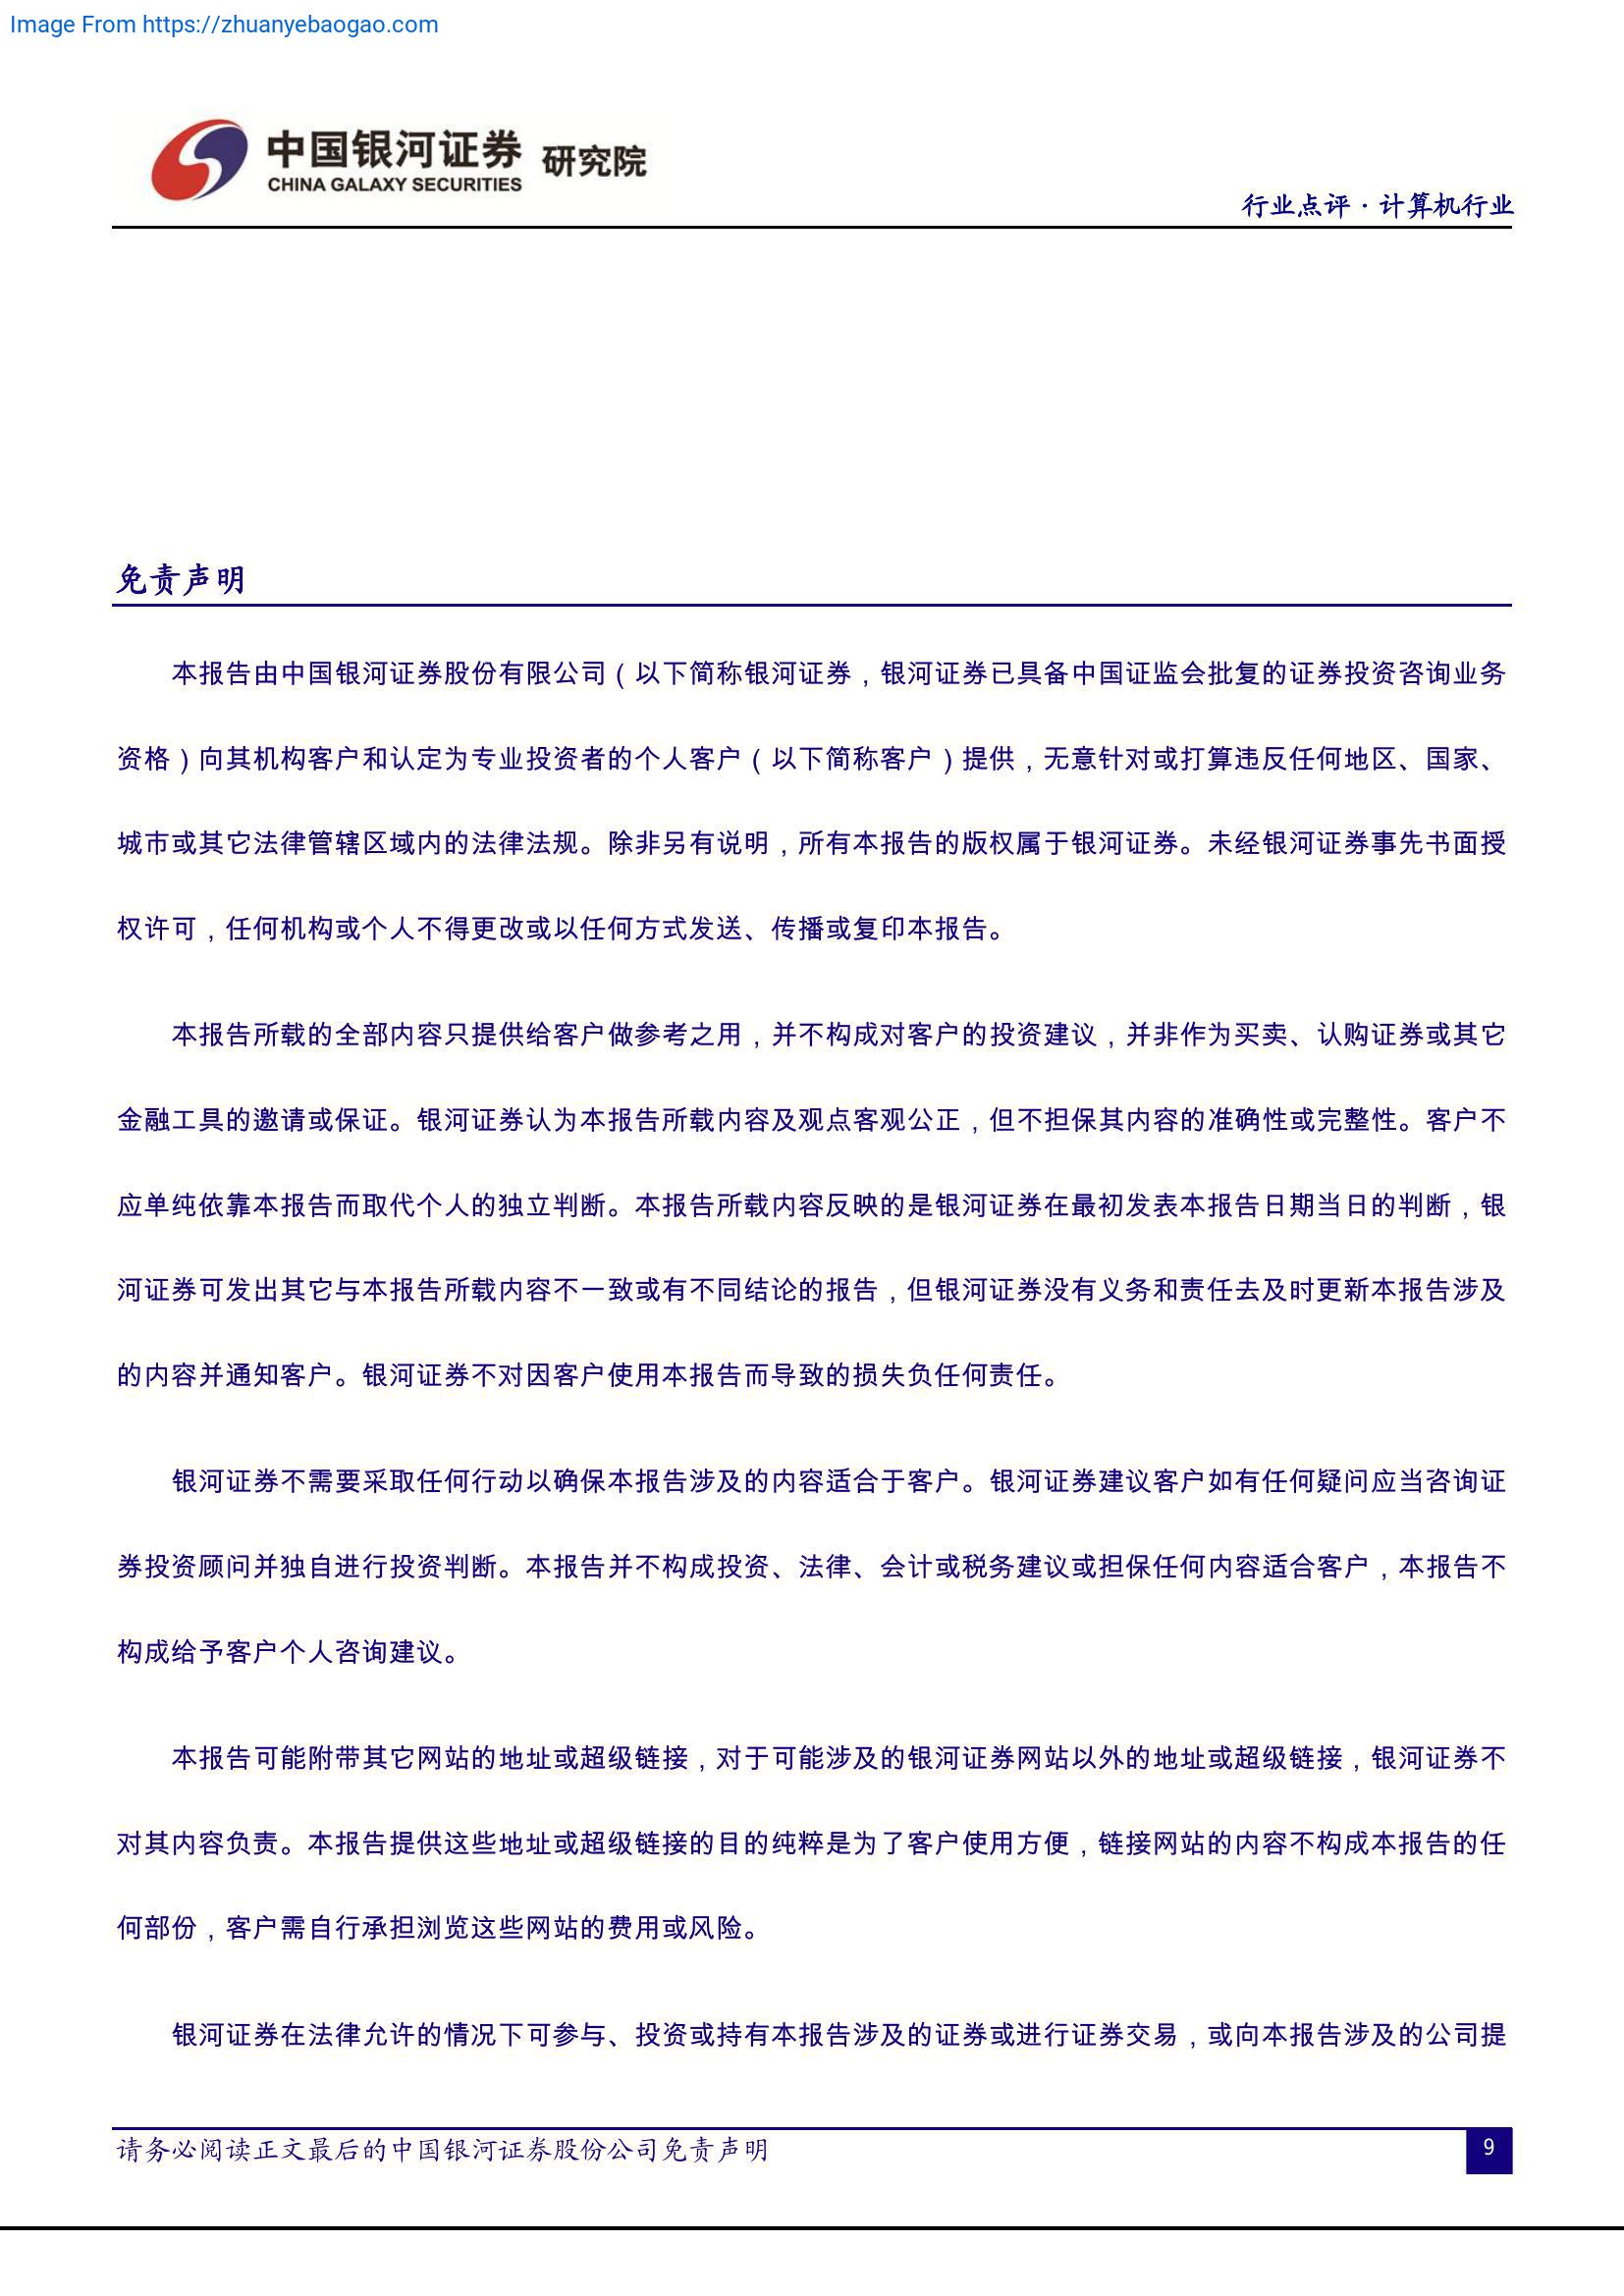 Image From https://zhuanyebaogao.com
中国银河证券 研究院
CHINA GALAXY SECURITIES
行业点评·计算机行业
免责声明
本报告由中国银河证券股份有限公司（以下简称银河证券，银河证券已具备中国证监会批复的证券投资咨询业务
资格）向其机构客户和认定为专业投资者的个人客户（以下简称客户）提供，无意针对或打算违反任何地区、国家、
城市或其它法律管辖区域内的法律法规。除非另有说明，所有本报告的版权属于银河证券。未经银河证券事先书面授
权许可，任何机构或个人不得更改或以任何方式发送、传播或复印本报告。
本报告所载的全部内容只提供给客户做参考之用，并不构成对客户的投资建议，并非作为买卖、认购证券或其它
金融工具的邀请或保证。银河证券认为本报告所载内容及观点客观公正，但不担保其内容的准确性或完整性。客户不
应单纯依靠本报告而取代个人的独立判断。本报告所载内容反映的是银河证券在最初发表本报告日期当日的判断，银
河证券可发出其它与本报告所载内容不一致或有不同结论的报告，但银河证券没有义务和责任去及时更新本报告涉及
的内容并通知客户。银河证券不对因客户使用本报告而导致的损失负任何责任。
银河证券不需要采取任何行动以确保本报告涉及的内容适合于客户。银河证券建议客户如有任何疑问应当咨询证
券投资顾问并独自进行投资判断。本报告并不构成投资、法律、会计或税务建议或担保任何内容适合客户，本报告不
构成给予客户个人咨询建议。
本报告可能附带其它网站的地址或超级链接，对于可能涉及的银河证券网站以外的地址或超级链接，银河证券不
对其内容负责。本报告提供这些地址或超级链接的目的纯粹是为了客户使用方便，链接网站的内容不构成本报告的任
何部份，客户需自行承担浏览这些网站的费用或风险。
银河证券在法律允许的情况下可参与、投资或持有本报告涉及的证券或进行证券交易，或向本报告涉及的公司提
请务必阅读正文最后的中国银河证券股份公司免责声明
9